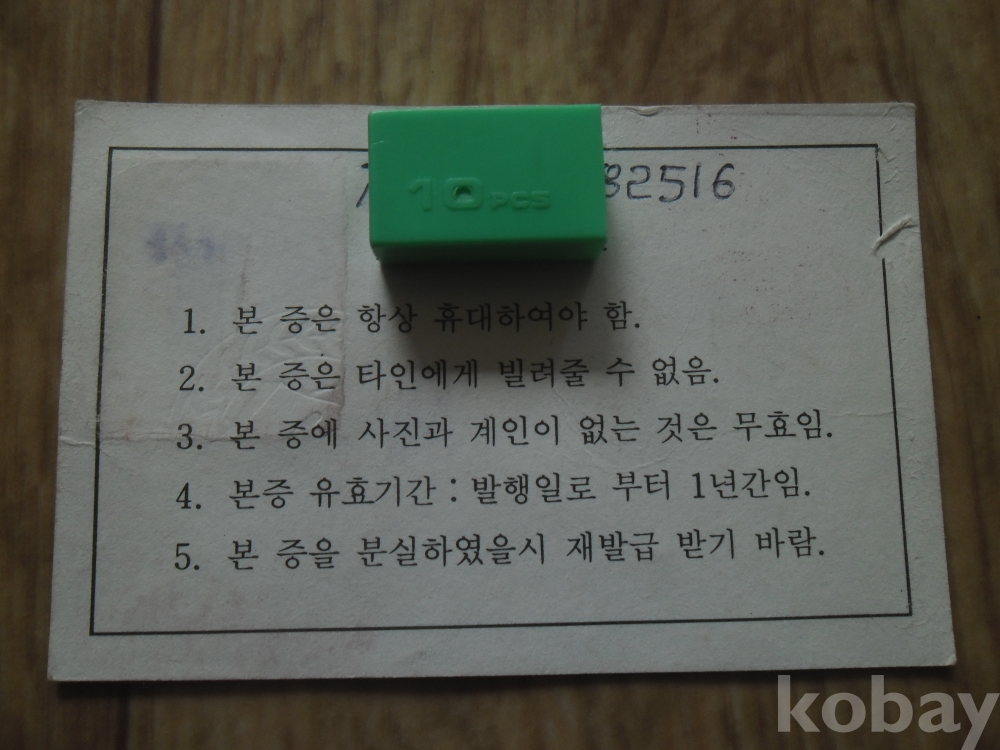 82516
10 PCS
1. 본 증은 항상 휴대하여야 함.
2. 본 증은 타인에게 빌려줄 수 없음.
3. 본 증에 사진과 계인이 없는 것은 무효임.
4. 본증 유효기간 : 발행일로 부터 1년간임.
5. 본 증을 분실하였을시 재발급 받기 바람.
kobay